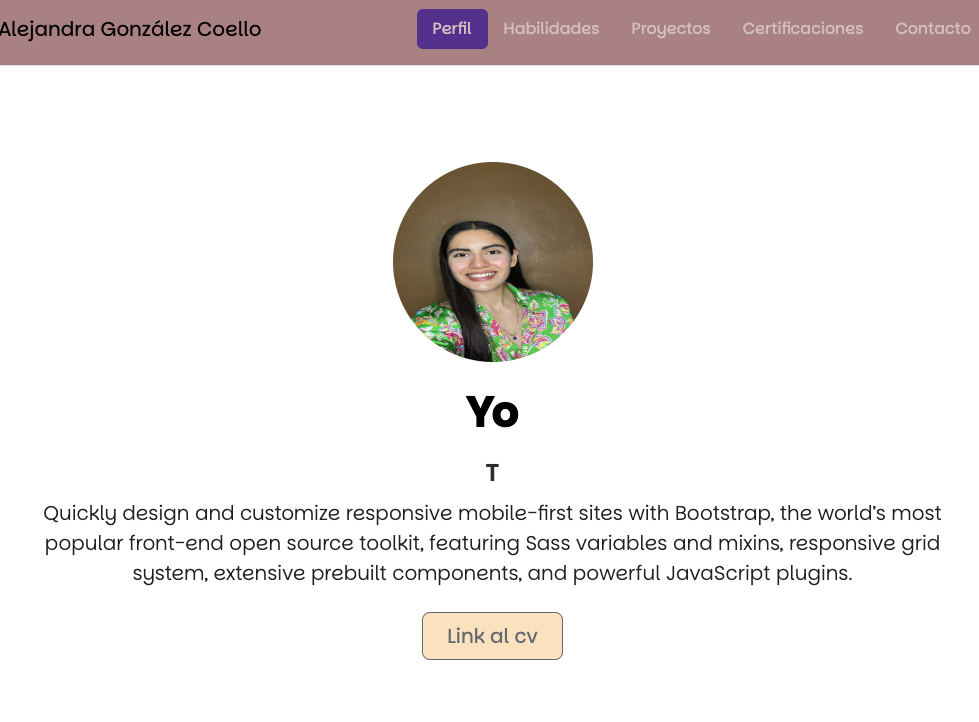 Alejandra González Coello
Perfil
Habilidades
Proyectos
Certificaciones
Contacto
Yo
T
Quickly design and customize responsive mobile-first sites with Bootstrap, the world’s most
popular front-end open source toolkit, featuring Sass variables and mixins, responsive grid
system, extensive prebuilt components, and powerful JavaScript plugins.
Link al cv